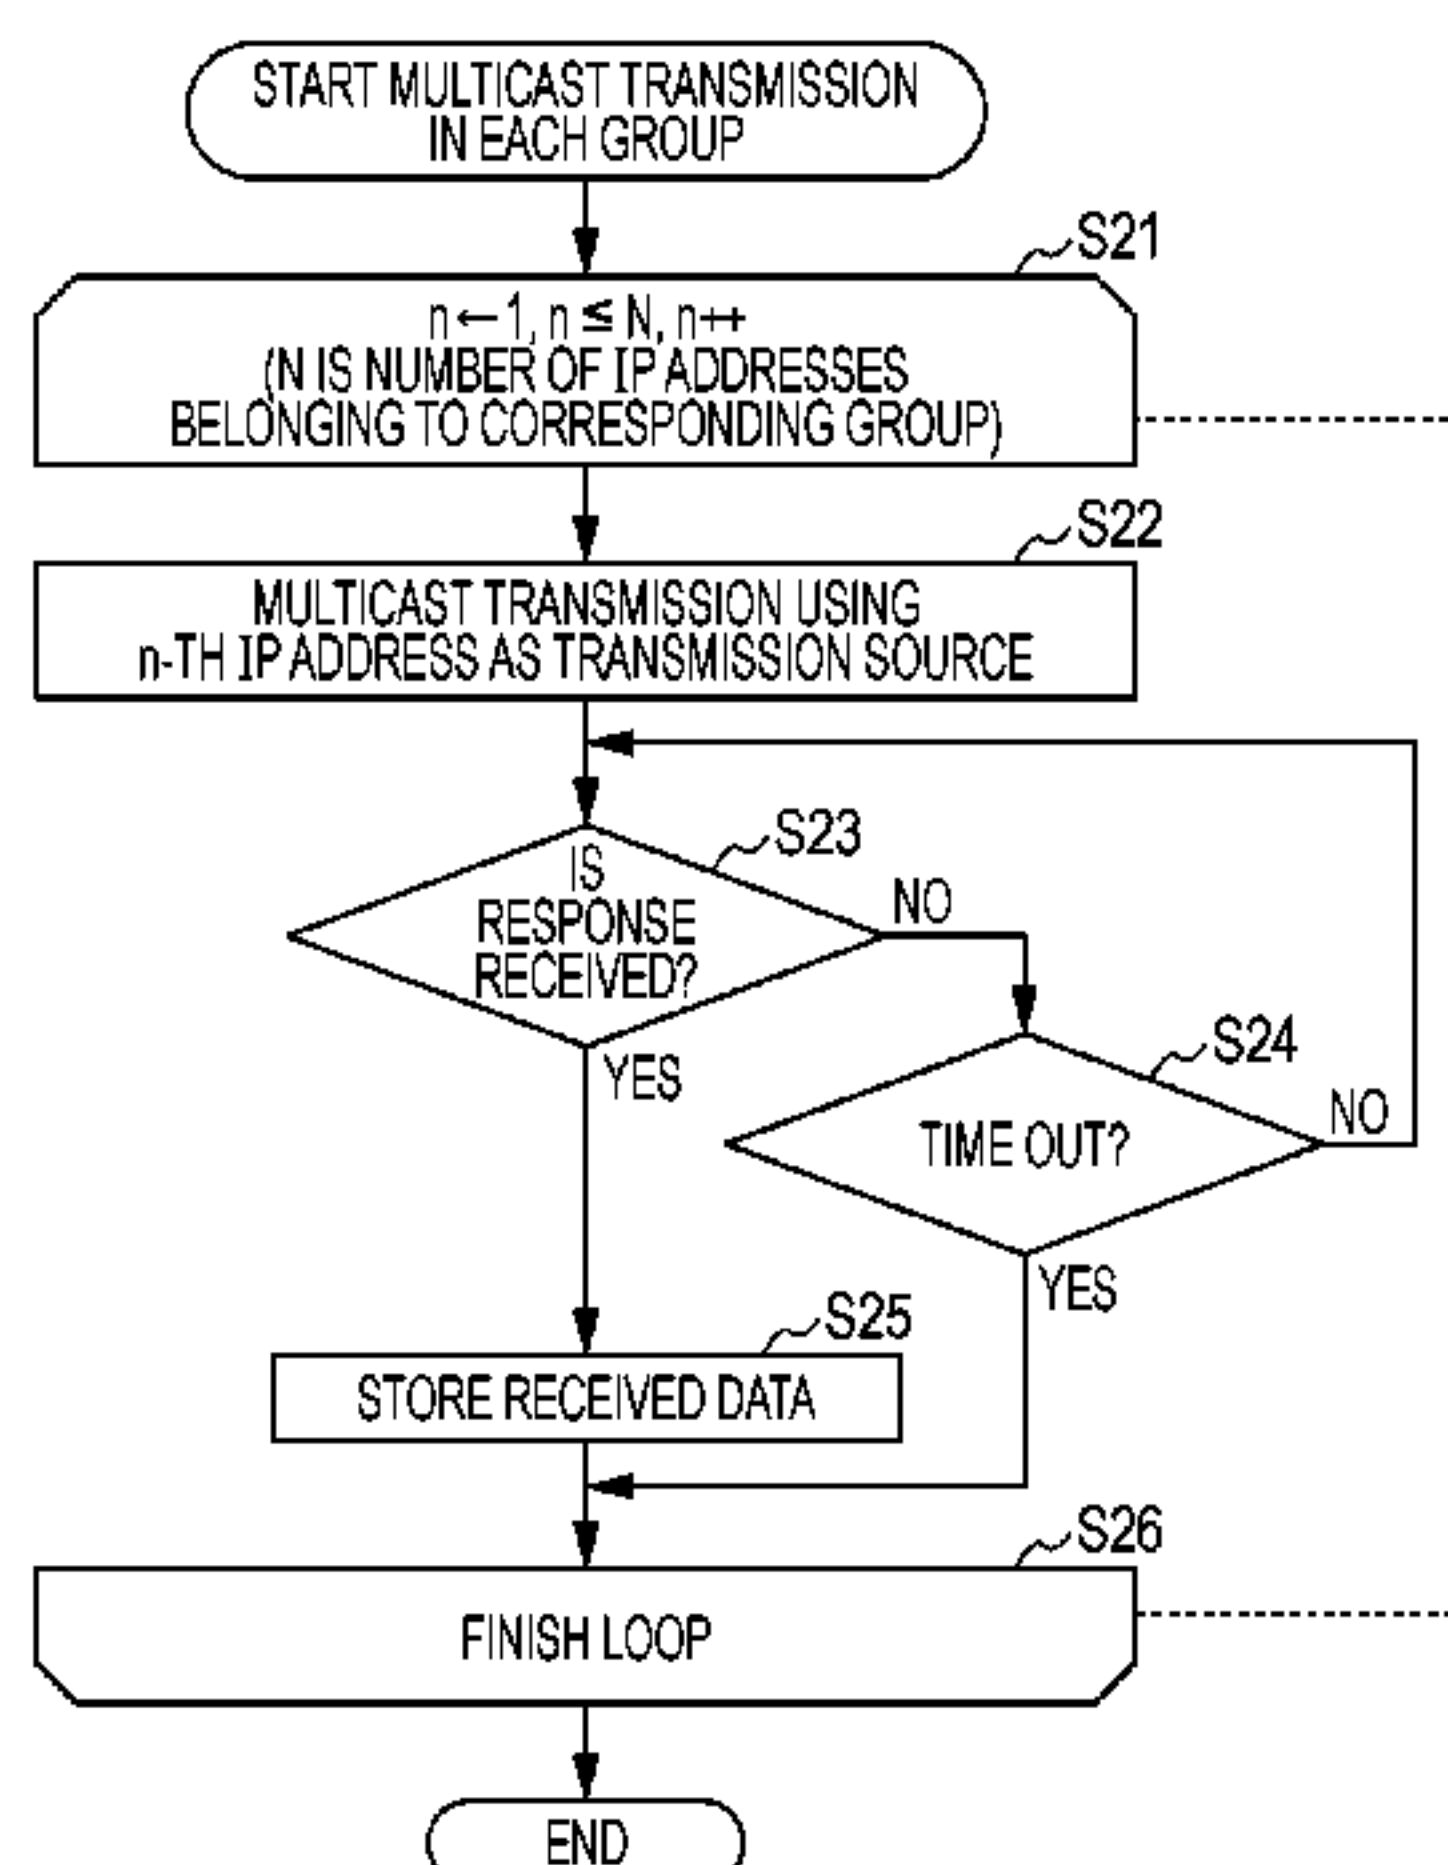 START MULTICAST TRANSMISSION
IN EACH GROUP
S21
n ← 1, n ≦ N, n++
(N IS NUMBER OF IP ADDRESSES
BELONGING TO CORRESPONDING GROUP)
S22
MULTICAST TRANSMISSION USING
n-TH IP ADDRESS AS TRANSMISSION SOURCE
S23
IS
RESPONSE
RECEIVED?
NO
YES
S24
TIME OUT?
NO
YES
S25
STORE RECEIVED DATA
S26
FINISH LOOP
END